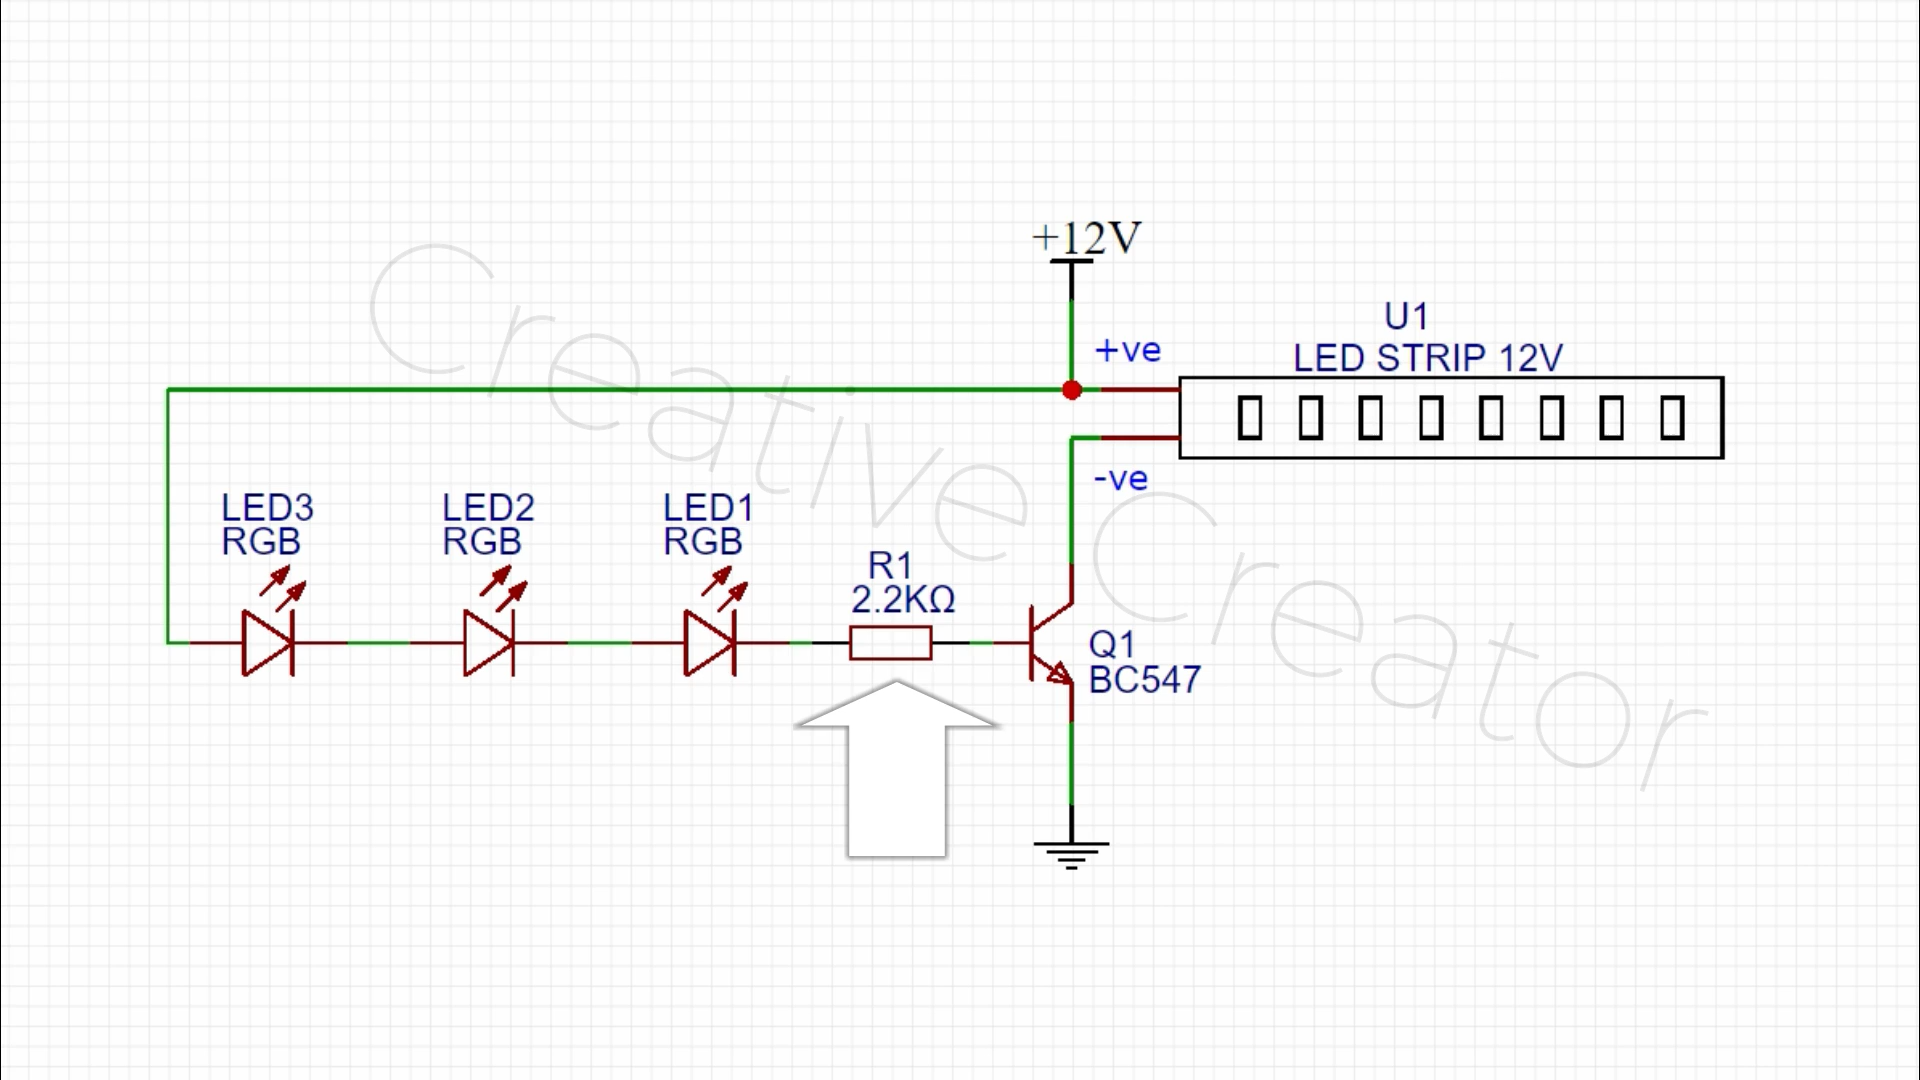 +12V
U1
LED STRIP 12V
+ve
-ve
LED3
RGB
LED2
RGB
LED1
RGB
R1
2.2KΩ
Q1
BC547
Creative Creator